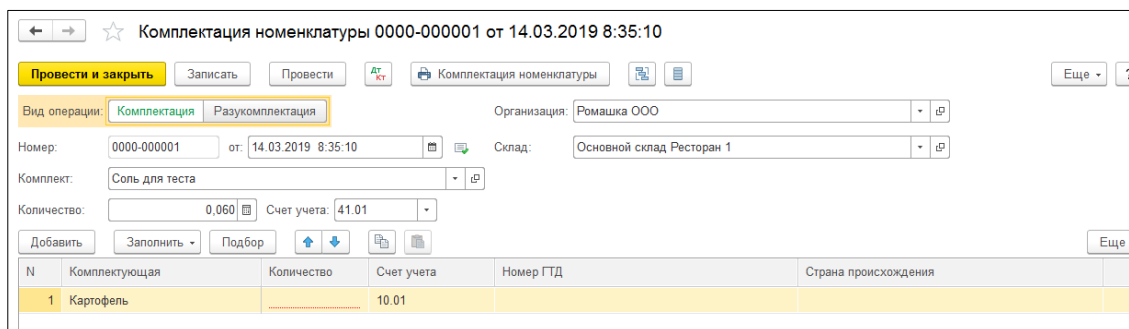 Комплектация номенклатуры 0000-000001 от 14.03.2019 8:35:10
Провести и закрыть Записать Провести Дт Кт Комплектация номенклатуры Еще ?
Вид операции: Комплектация Разукомплектация Организация: Ромашка ООО
Номер: 0000-000001 от: 14.03.2019 8:35:10 Склад: Основной склад Ресторан 1
Комплект: Соль для теста
Количество: 0,060 Счет учета: 41.01
Добавить Заполнить Подбор Еще
N Комплектующая Количество Счет учета Номер ГТД Страна происхождения
1 Картофель 10.01